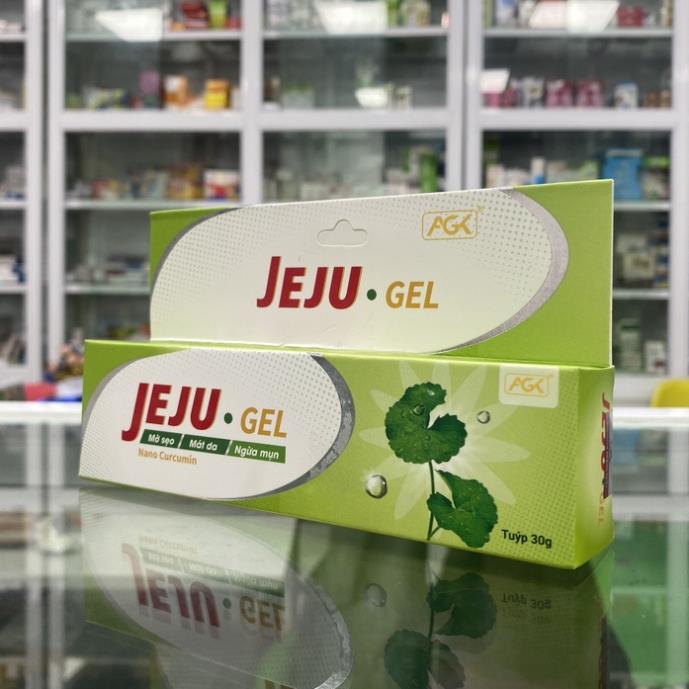 AGK
JEJU • GEL
AGK
JEJU • GEL
Mờ sẹo / Mát da / Ngừa mụn
Nano Curcumin
Tuýp 30g